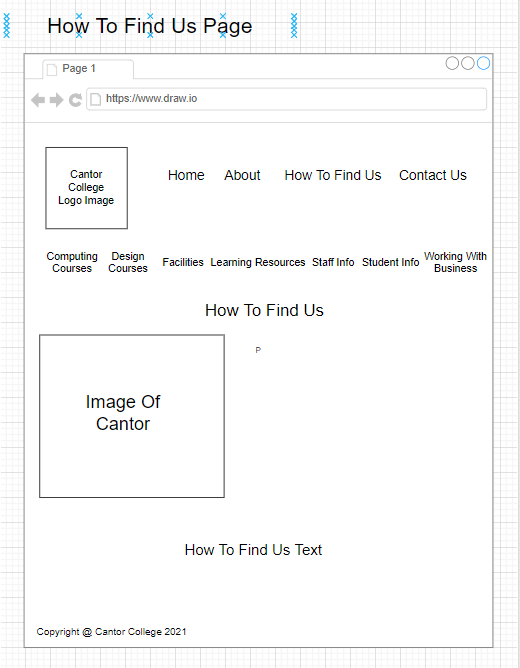 How To Find Us Page
Page 1
https://www.draw.io
Cantor
College
Logo Image
Home About How To Find Us Contact Us
Computing
Courses
Design
Courses
Facilities
Learning Resources
Staff Info
Student Info
Working With
Business
How To Find Us
P
Image Of
Cantor
How To Find Us Text
Copyright @ Cantor College 2021